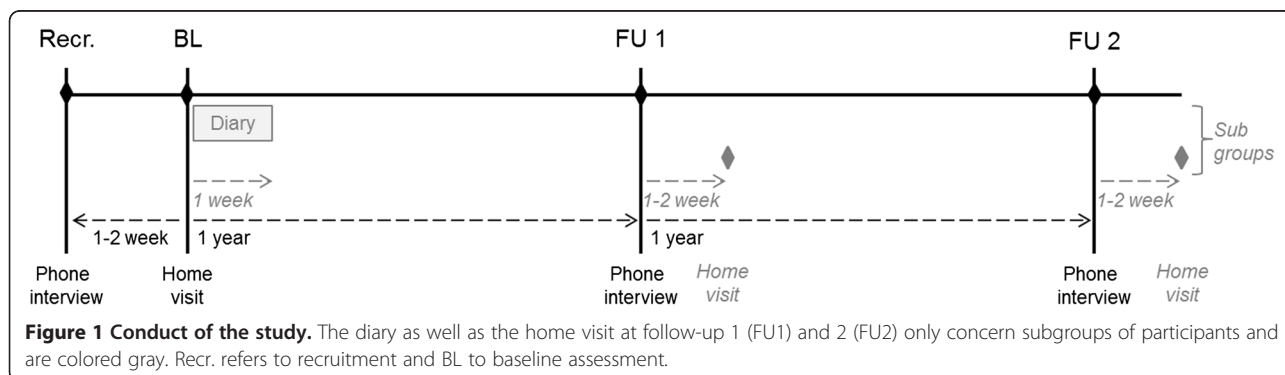 Recr. BL FU 1 FU 2
Diary
Sub
groups
1 week 1-2 week 1-2 week
1-2 week 1 year 1 year
Phone Home Phone Home Phone Home
interview visit interview visit interview visit
Figure 1 Conduct of the study. The diary as well as the home visit at follow-up 1 (FU1) and 2 (FU2) only concern subgroups of participants and
are colored gray. Recr. refers to recruitment and BL to baseline assessment.